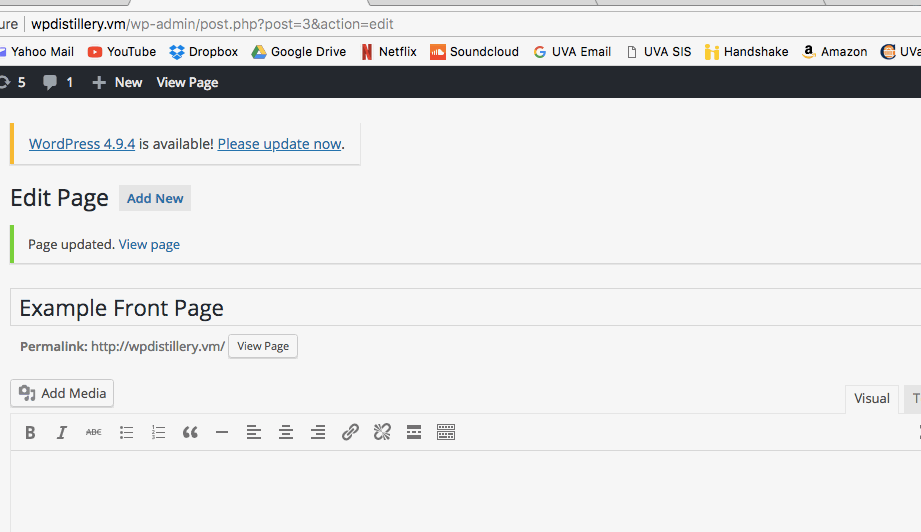 ure | wpdistillery.vm/wp-admin/post.php?post=3&action=edit
Yahoo Mail YouTube Dropbox Google Drive Netflix Soundcloud UVA Email UVA SIS Handshake Amazon UVa
5 1 New View Page
WordPress 4.9.4 is available! Please update now.
Edit Page Add New
Page updated. View page
Example Front Page
Permalink: http://wpdistillery.vm/ View Page
Add Media
Visual T
B I ABC